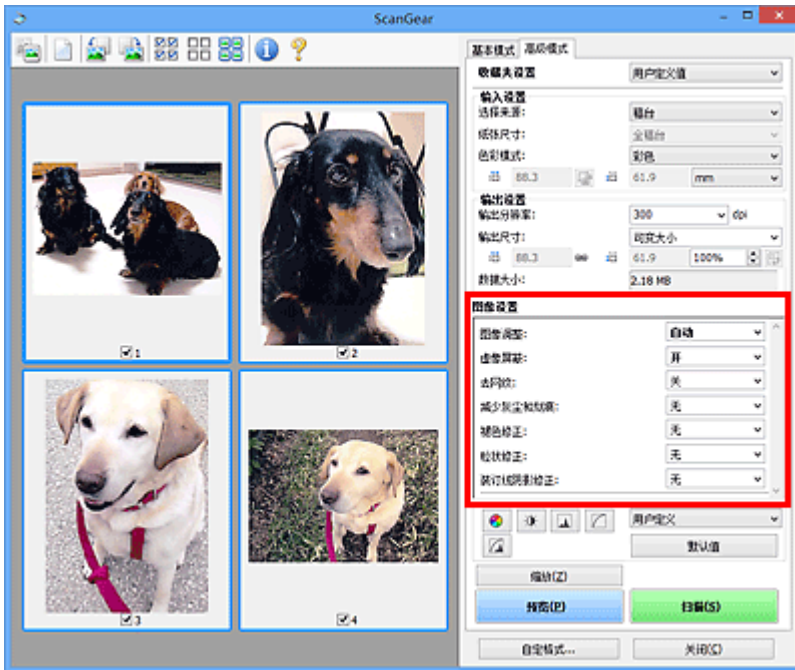 ScanGear
基本模式 高级模式
收藏夹设置 用户定义值
输入设置
选择来源: 稿台
纸张尺寸: 全稿台
色彩模式: 彩色
88.3 61.9 mm
输出设置
输出分辨率: 300 dpi
输出尺寸: 可变大小
88.3 61.9 100%
数据大小: 2.18 MB
图像设置
图像调整: 自动
虚像屏蔽: 开
去网纹: 关
减少灰尘和划痕: 无
褪色修正: 无
粒状修正: 无
装订线阴影修正: 无
用户定义
默认值
缩放(Z)
预览(P) 扫描(S)
自定格式... 关闭(C)
1
2
3
4